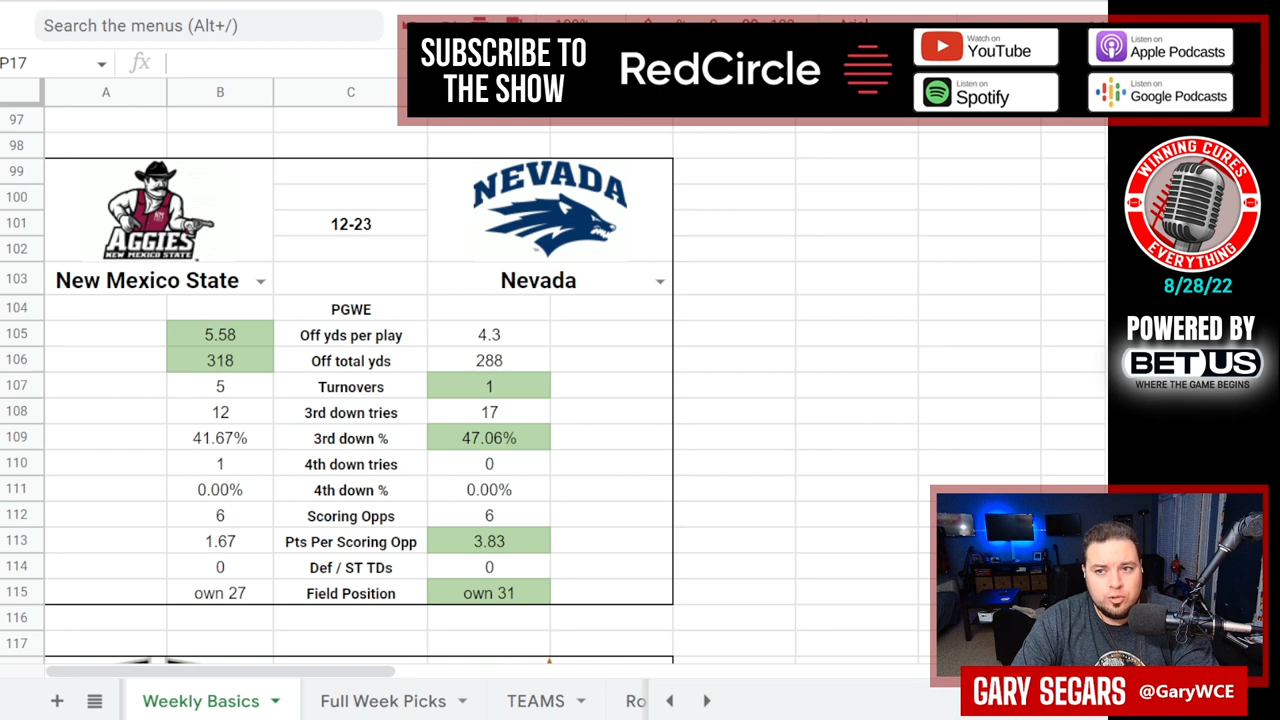 Search the menus (Alt+/)
SUBSCRIBE TO
THE SHOW
RedCircle
Watch on
YouTube
Listen on
Apple Podcasts
Listen on
Spotify
Listen on
Google Podcasts
P17
fx
A B C
97
98
99
100
101 12-23
102
AGGIES
NEW MEXICO STATE
NEVADA
103 New Mexico State Nevada
104 PGWE
105 5.58 Off yds per play 4.3
106 318 Off total yds 288
107 5 Turnovers 1
108 12 3rd down tries 17
109 41.67% 3rd down % 47.06%
110 1 4th down tries 0
111 0.00% 4th down % 0.00%
112 6 Scoring Opps 6
113 1.67 Pts Per Scoring Opp 3.83
114 0 Def / ST TDs 0
115 own 27 Field Position own 31
116
117
+ Weekly Basics Full Week Picks TEAMS Ro
WINNING CURES
EVERYTHING
8/28/22
POWERED BY
BETUS
WHERE THE GAME BEGINS
GARY SEGARS @GaryWCE